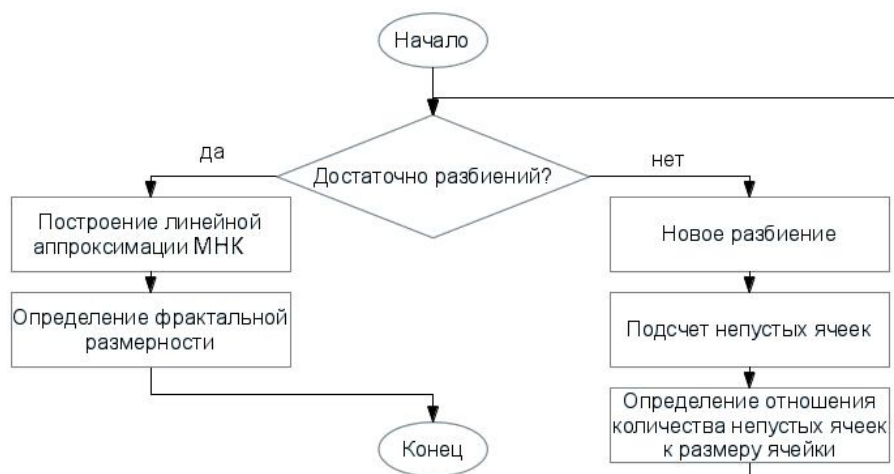 Начало
Достаточно разбиений?
да
нет
Построение линейной
аппроксимации МНК
Определение фрактальной
размерности
Конец
Новое разбиение
Подсчет непустых ячеек
Определение отношения
количества непустых ячеек
к размеру ячейки